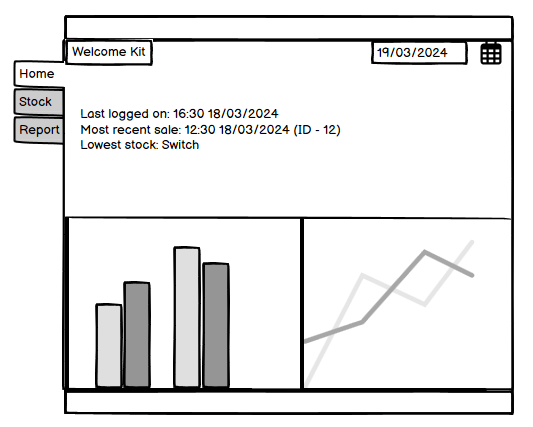 Welcome Kit
19/03/2024
Home
Stock
Report
Last logged on: 16:30 18/03/2024
Most recent sale: 12:30 18/03/2024 (ID - 12)
Lowest stock: Switch